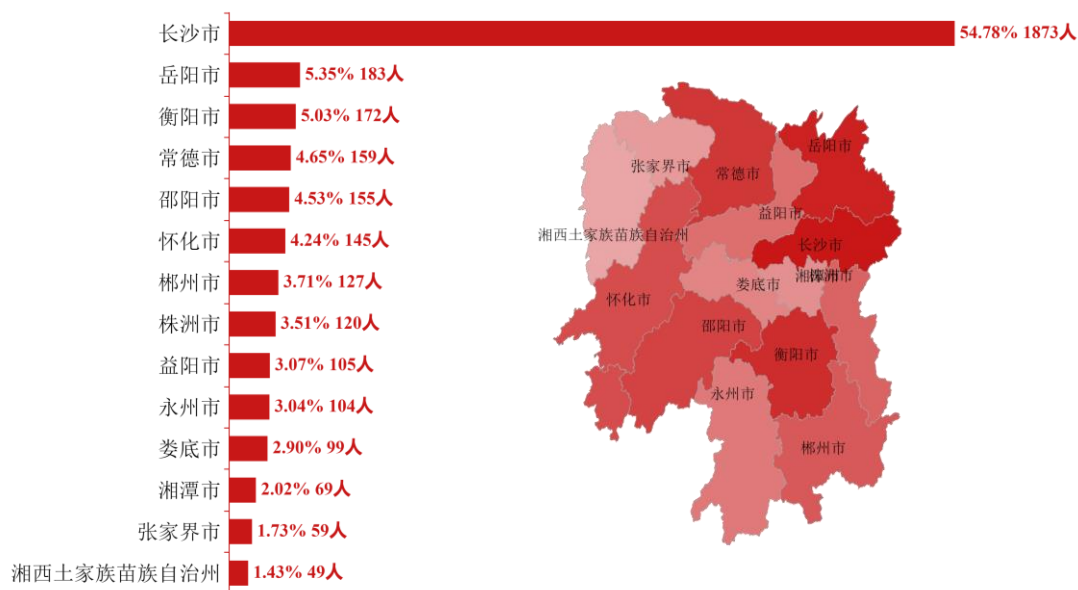 长沙市 54.78% 1873人
岳阳市 5.35% 183人
衡阳市 5.03% 172人
常德市 4.65% 159人
邵阳市 4.53% 155人
怀化市 4.24% 145人
郴州市 3.71% 127人
株洲市 3.51% 120人
益阳市 3.07% 105人
永州市 3.04% 104人
娄底市 2.90% 99人
湘潭市 2.02% 69人
张家界市 1.73% 59人
湘西土家族苗族自治州 1.43% 49人
岳阳市
张家界市
常德市
益阳市
湘西土家族苗族自治州
长沙市
湘潭市
株洲市
娄底市
怀化市
邵阳市
衡阳市
永州市
郴州市